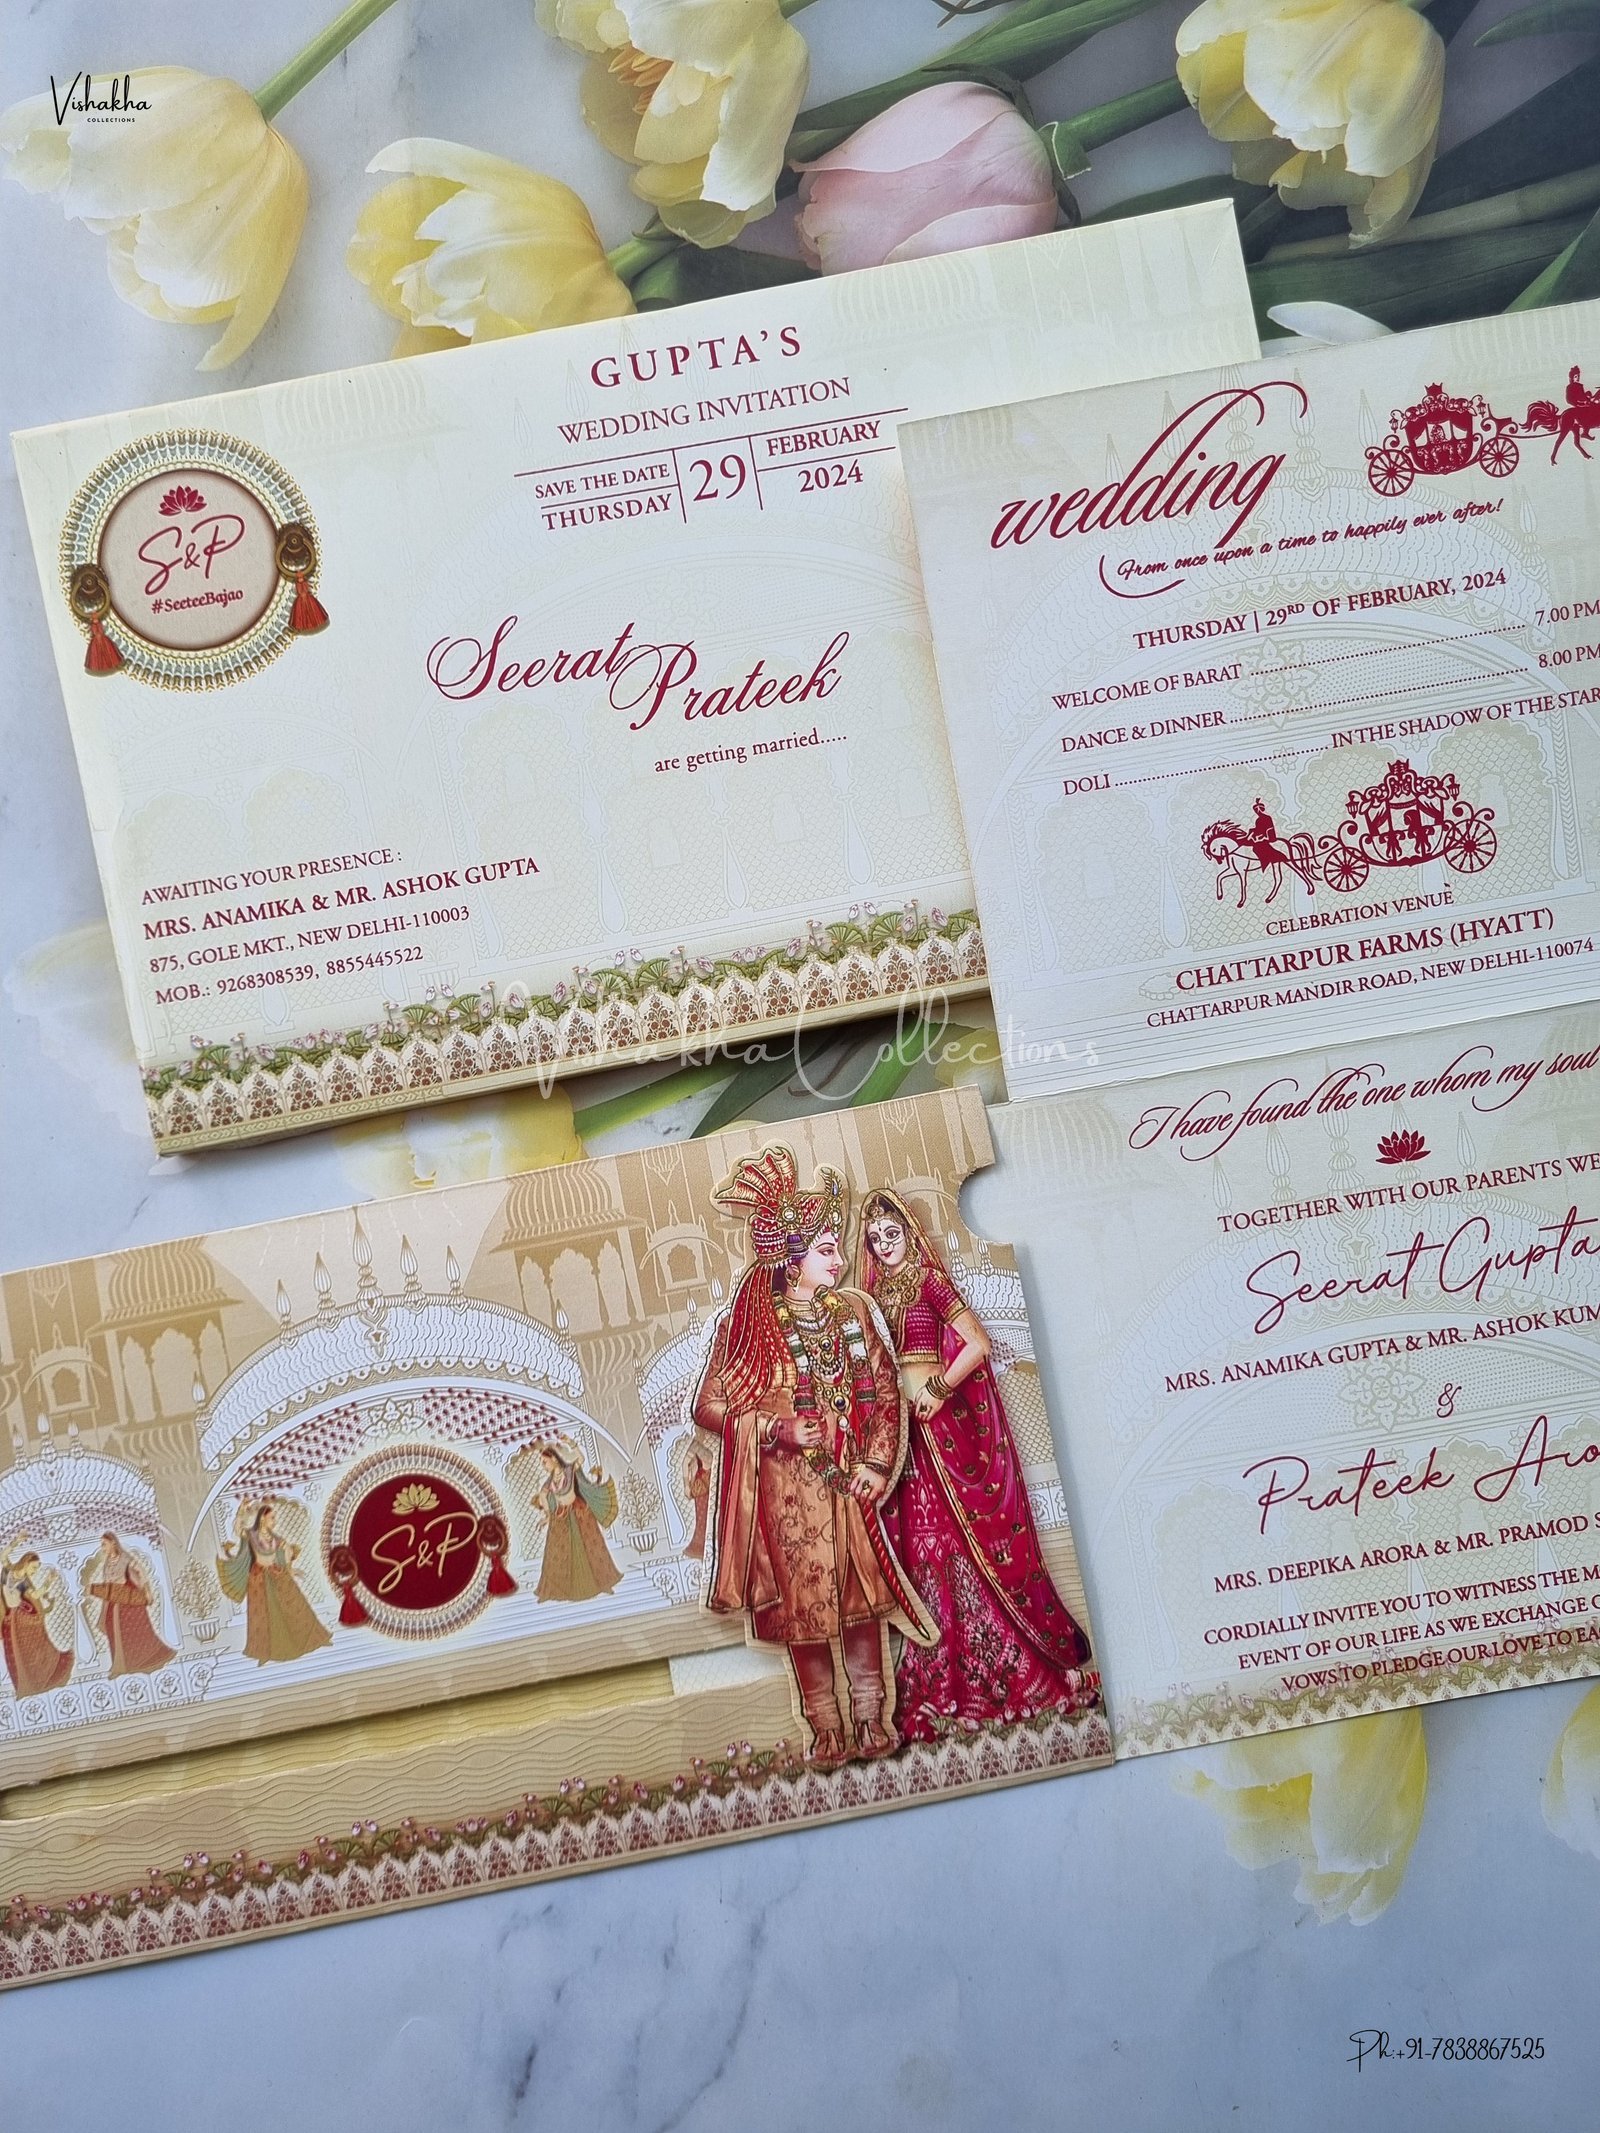 Vishakha
COLLECTIONS
GUPTA'S
WEDDING INVITATION
SAVE THE DATE
THURSDAY
29
FEBRUARY
2024
S&P
#SeeteeBajao
Seerat
Prateek
are getting married.....
AWAITING YOUR PRESENCE :
MRS. ANAMIKA & MR. ASHOK GUPTA
875, GOLE MKT., NEW DELHI-110003
MOB.: 9268308539, 8855445522
wedding
From once upon a time to happily ever after!
THURSDAY | 29RD OF FEBRUARY, 2024
WELCOME OF BARAT ........................ 7.00 PM
DANCE & DINNER ........................ 8.00 PM
DOLI ........................ IN THE SHADOW OF THE STAR
CELEBRATION VENUÈ
CHATTARPUR FARMS (HYATT)
CHATTARPUR MANDIR ROAD, NEW DELHI-110074
Vishakha Collections
I have found the one whom my soul
TOGETHER WITH OUR PARENTS WE
Seerat Gupta
MRS. ANAMIKA GUPTA & MR. ASHOK KUM
&
Prateek Aro
MRS. DEEPIKA ARORA & MR. PRAMOD S
CORDIALLY INVITE YOU TO WITNESS THE M
EVENT OF OUR LIFE AS WE EXCHANGE O
VOWS TO PLEDGE OUR LOVE TO EA
S&P
Ph:+91-7838867525